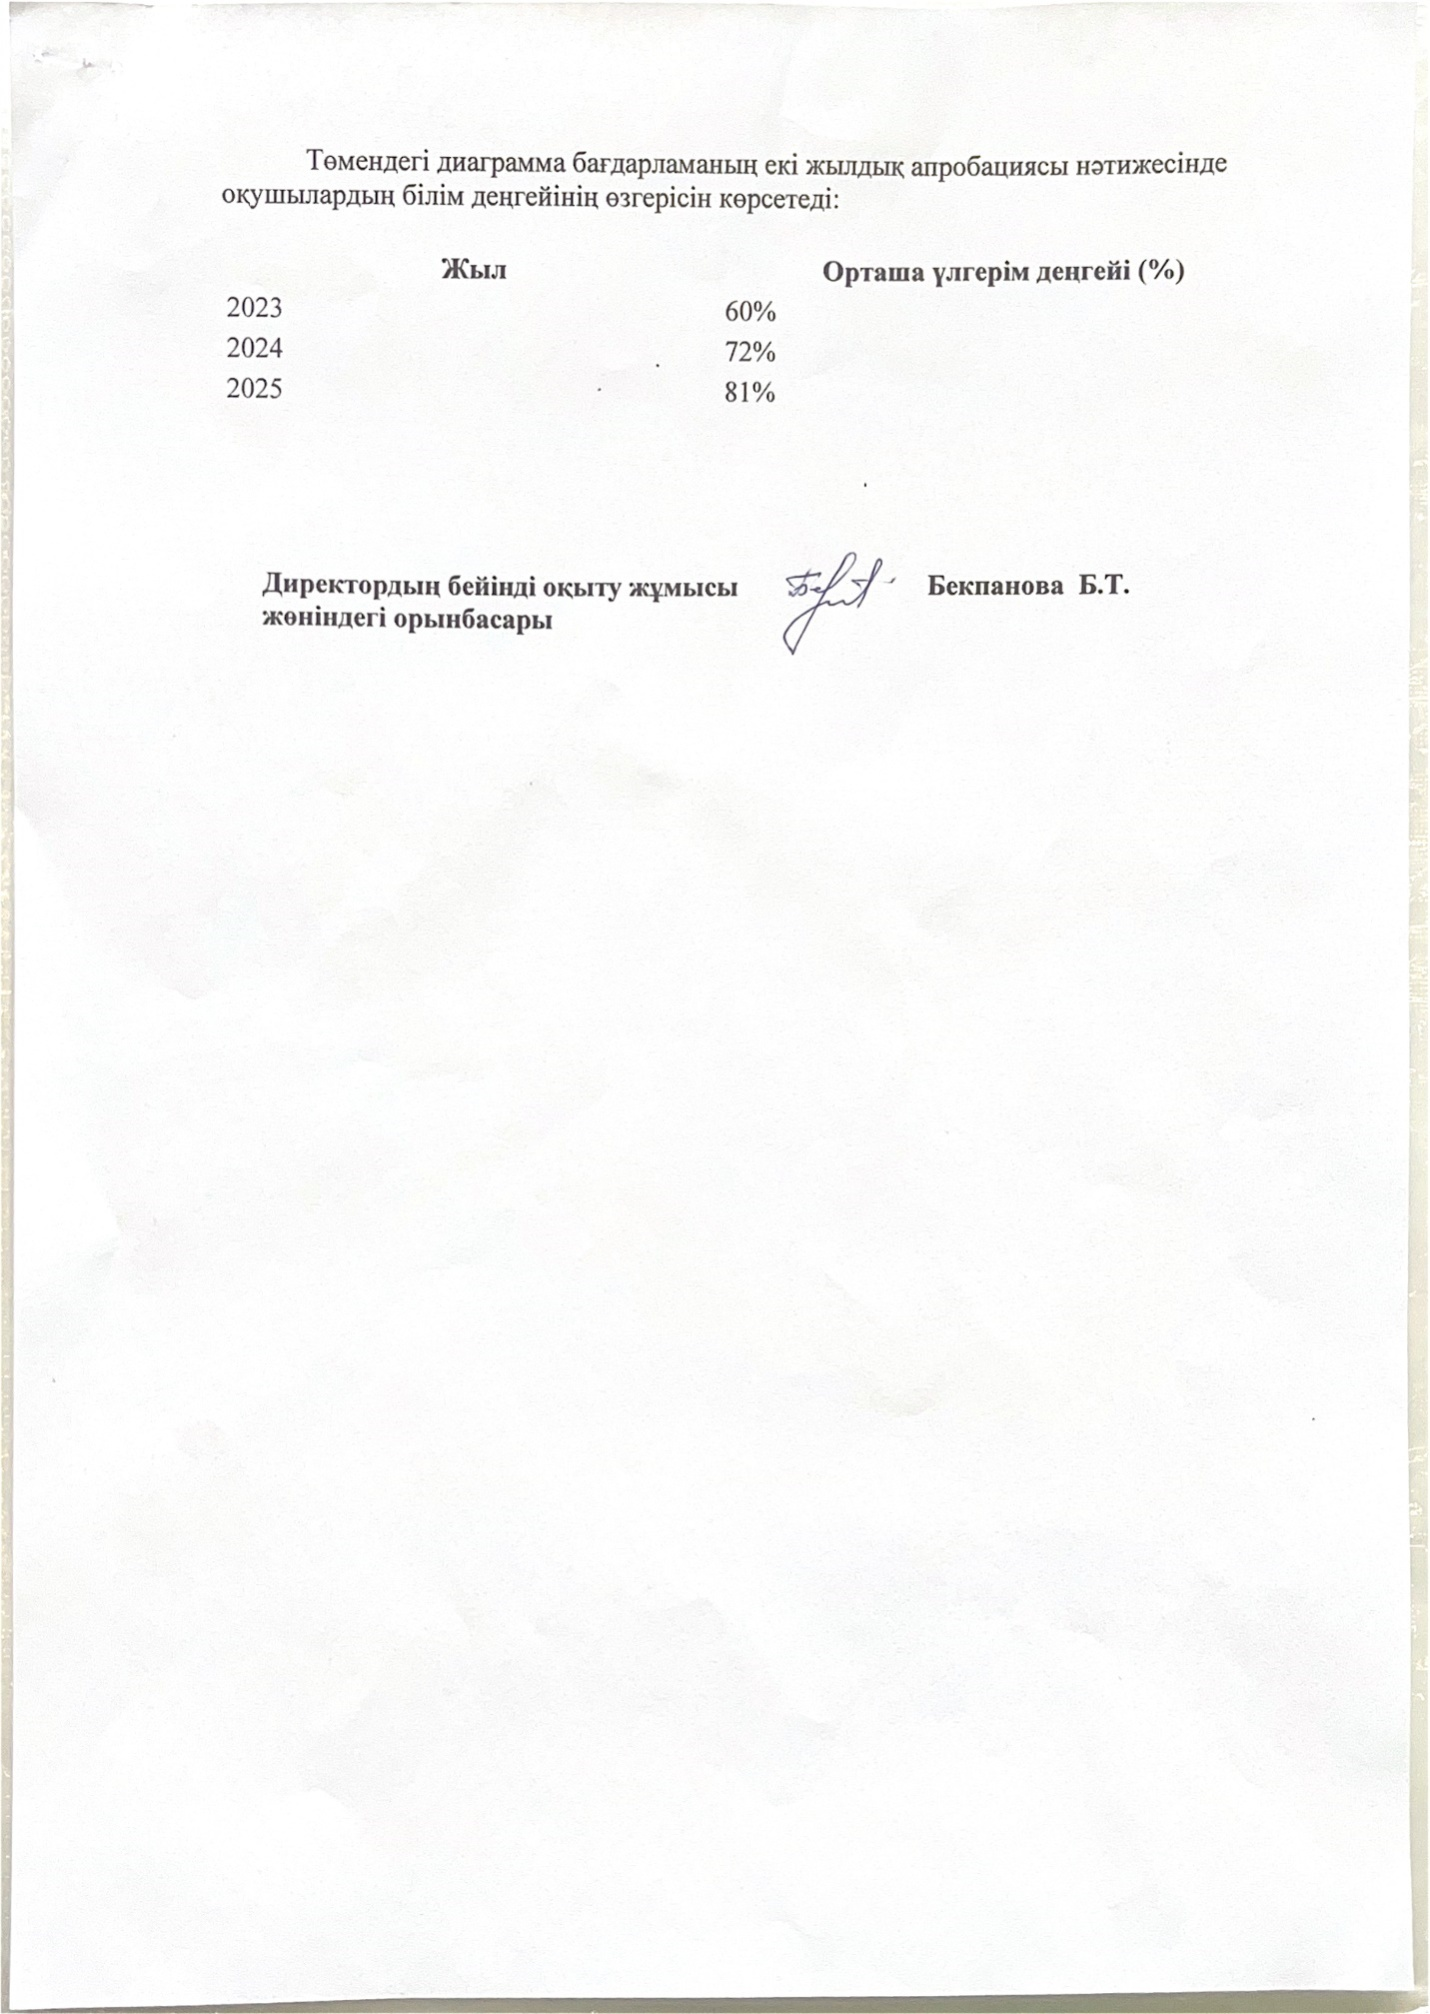 Төмендегі диаграмма бағдарламаның екі жылдық апробациясы нәтижесінде
оқушылардың білім деңгейінің өзгерісін көрсетеді:
Жыл Орташа үлгерім деңгейі (%)
2023 60%
2024 72%
2025 81%
Директордың бейінді оқыту жұмысы Бекпанова Б.Т.
жөніндегі орынбасары